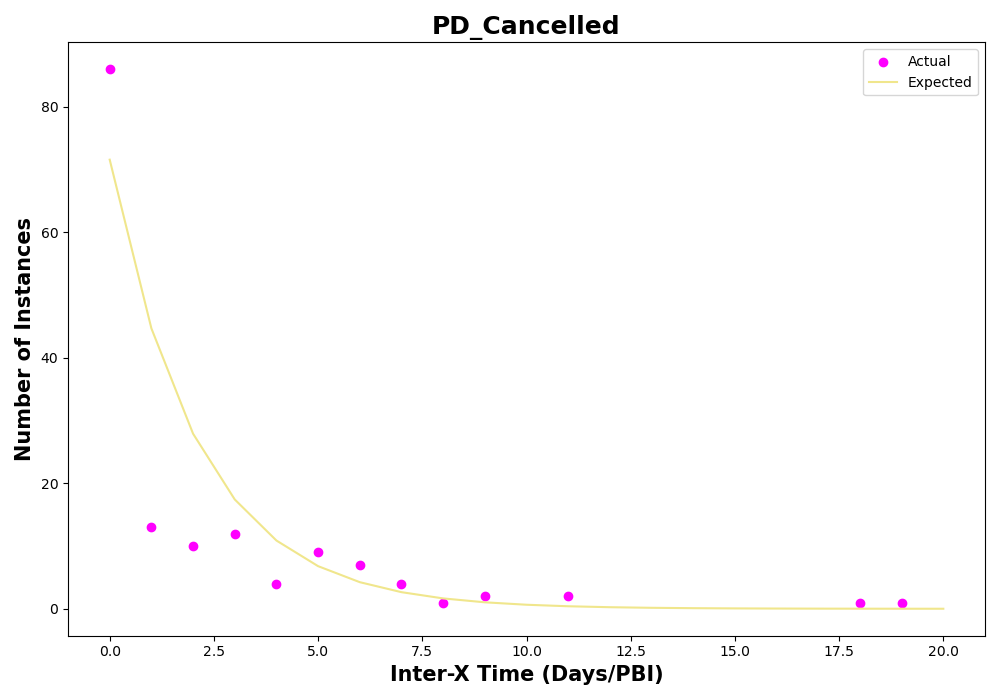 PD_Cancelled
Actual
Expected
Number of Instances
80
60
40
20
0
0.0 2.5 5.0 7.5 10.0 12.5 15.0 17.5 20.0
Inter-X Time (Days/PBI)